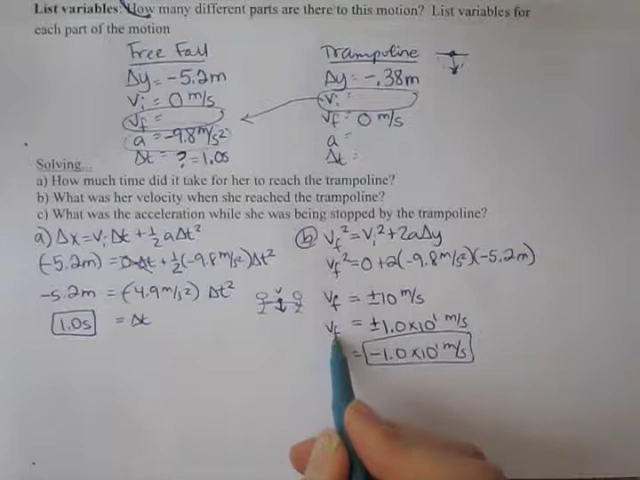 List variables: How many different parts are there to this motion? List variables for
each part of the motion
Free Fall
Δy = -5.2m
vi = 0 m/s
vf =
a = -9.8 m/s²
Δt = ? = 1.0s
Trampoline
Δy = -.38m
vi =
vf = 0 m/s
a =
Δt =
Solving...
a) How much time did it take for her to reach the trampoline?
b) What was her velocity when she reached the trampoline?
c) What was the acceleration while she was being stopped by the trampoline?
a) Δx = viΔt + ½aΔt²
(-5.2m) = 0·Δt + ½(-9.8m/s²)Δt²
-5.2m = (-4.9m/s²) Δt²
1.0s = Δt
b) vf² = vi² + 2aΔy
vf² = 0 + 2(-9.8m/s²)(-5.2m)
vf = ±10 m/s
vf = ±1.0x10¹ m/s
= -1.0x10¹ m/s